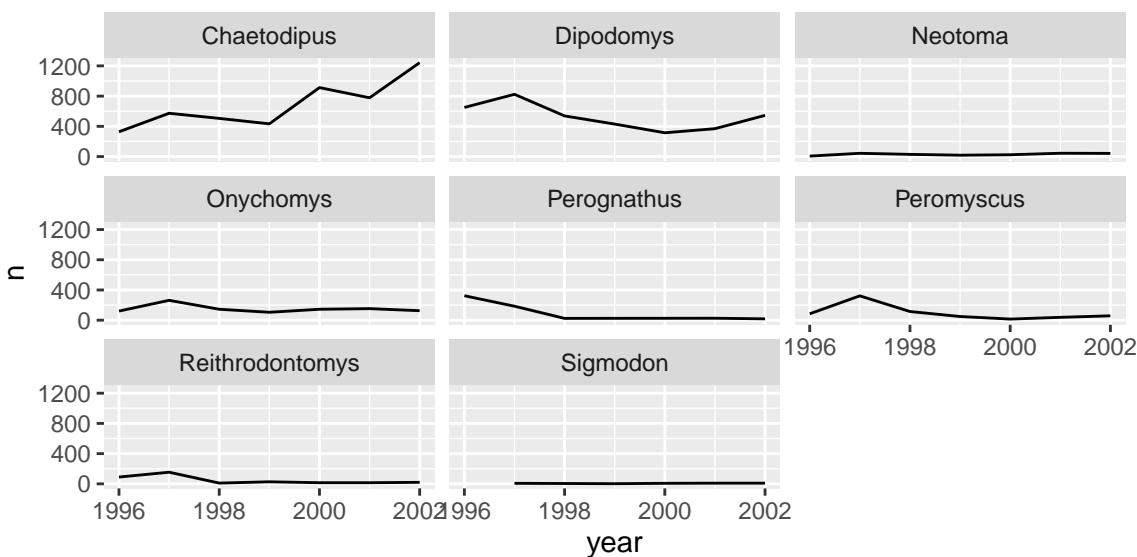 Chaetodipus Dipodomys Neotoma
1200
800
400
0
Onychomys Perognathus Peromyscus
1200
800
400
0
1996 1998 2000 2002
Reithrodontomys Sigmodon
1200
800
400
0
1996 1998 2000 2002 1996 1998 2000 2002
year
n